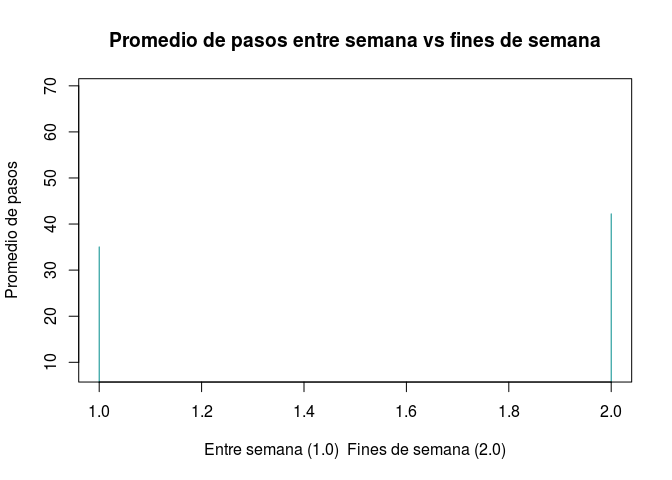 Promedio de pasos entre semana vs fines de semana
Promedio de pasos
70
60
50
40
30
20
10
1.0 1.2 1.4 1.6 1.8 2.0
Entre semana (1.0)  Fines de semana (2.0)